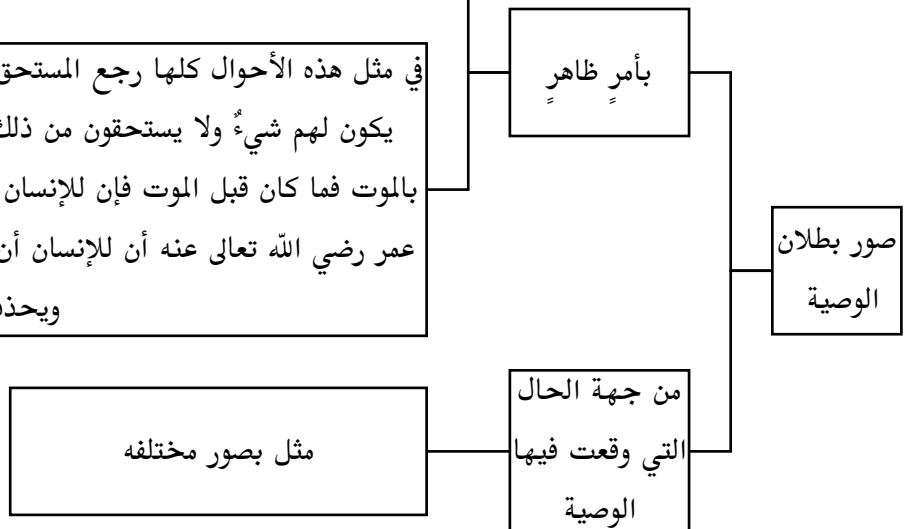 صور بطلان
الوصية
بأمرٍ ظاهرٍ
في مثل هذه الأحوال كلها رجع المستحق
يكون لهم شيءٌ ولا يستحقون من ذلك
بالموت فما كان قبل الموت فإن للإنسان
عمر رضي الله تعالى عنه أن للإنسان أن
ويحذ
من جهة الحال
التي وقعت فيها
الوصية
مثل بصور مختلفه